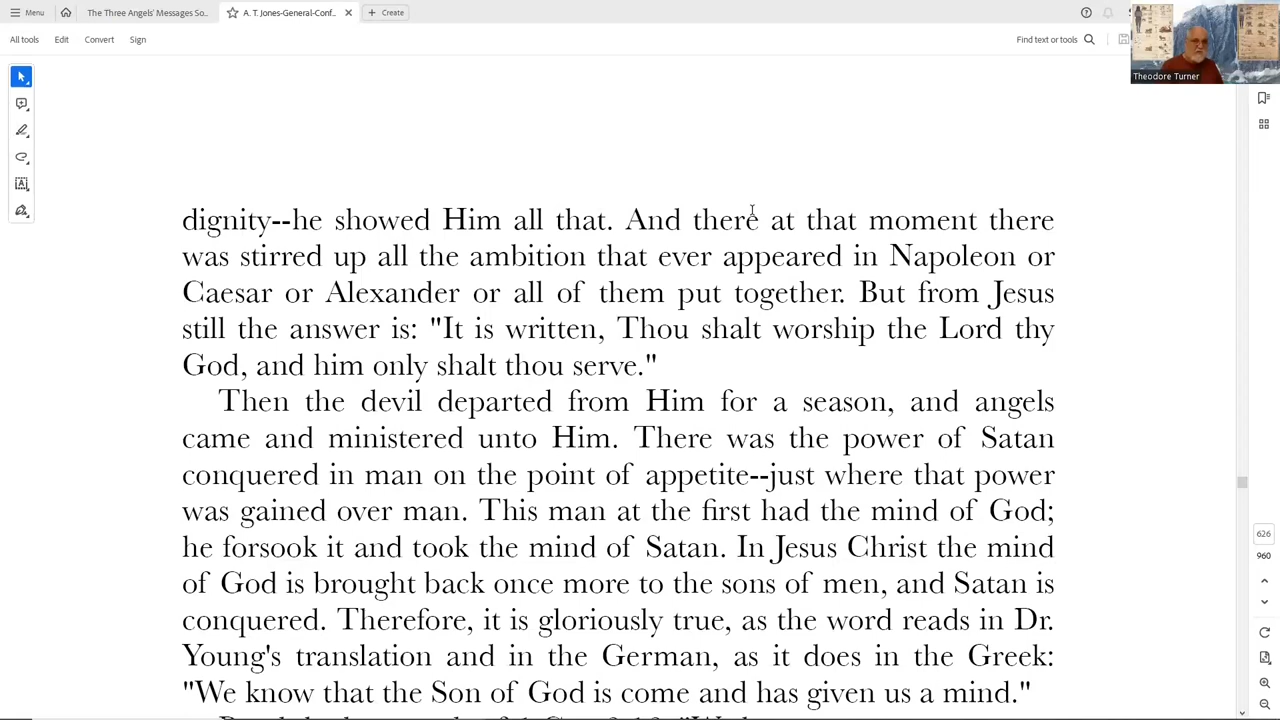 Menu
The Three Angels' Messages So...
A. T. Jones-General-Conf...
Create
All tools
Edit
Convert
Sign
Find text or tools
Theodore Turner
dignity--he showed Him all that. And there at that moment there
was stirred up all the ambition that ever appeared in Napoleon or
Caesar or Alexander or all of them put together. But from Jesus
still the answer is: "It is written, Thou shalt worship the Lord thy
God, and him only shalt thou serve."
Then the devil departed from Him for a season, and angels
came and ministered unto Him. There was the power of Satan
conquered in man on the point of appetite--just where that power
was gained over man. This man at the first had the mind of God;
he forsook it and took the mind of Satan. In Jesus Christ the mind
of God is brought back once more to the sons of men, and Satan is
conquered. Therefore, it is gloriously true, as the word reads in Dr.
Young's translation and in the German, as it does in the Greek:
"We know that the Son of God is come and has given us a mind."
626
960